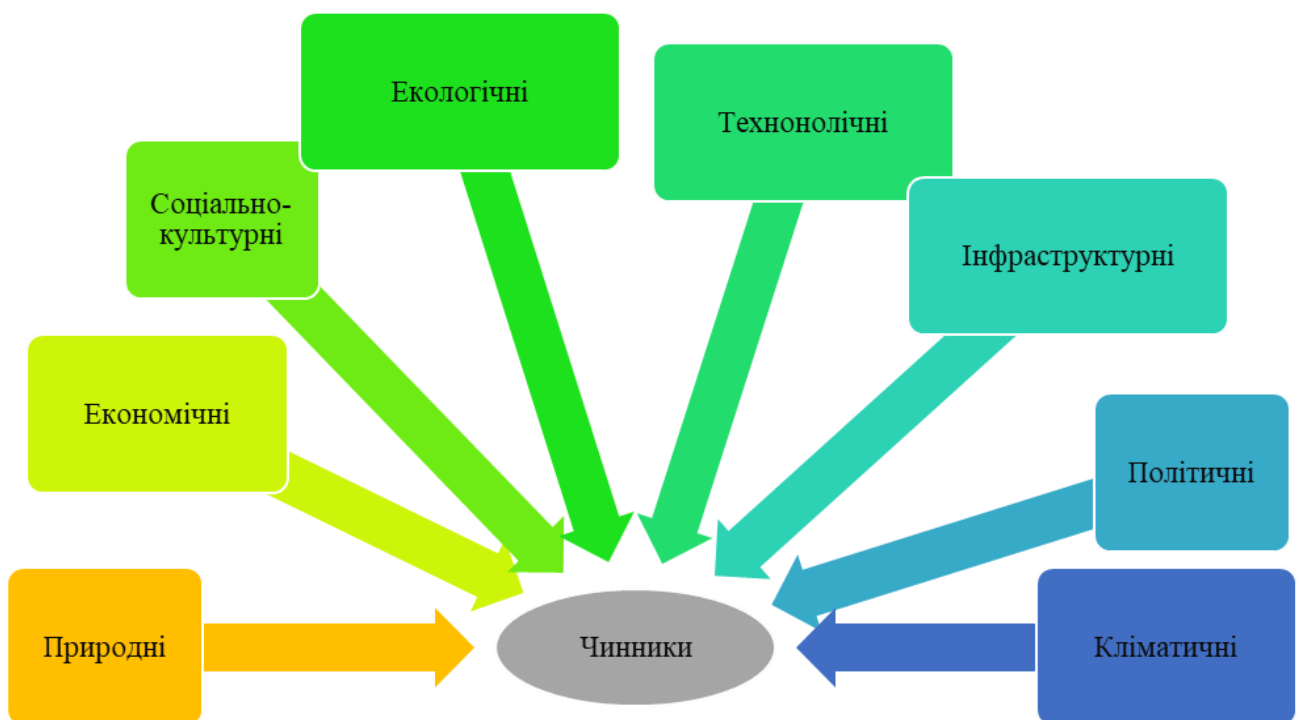 Екологічні
Технонолічні
Соціально-
культурні
Інфраструктурні
Економічні
Політичні
Природні
Чинники
Кліматичні